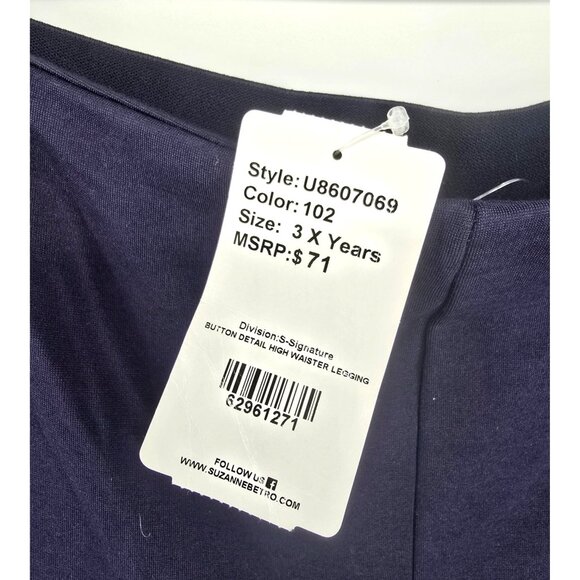 Style: U8607069
Color: 102
Size: 3 X Years
MSRP:$ 71
Division:S-Signature
BUTTON DETAIL HIGH WAISTER LEGGING
62961271
FOLLOW US f
WWW.SUZANNEBETRO.COM